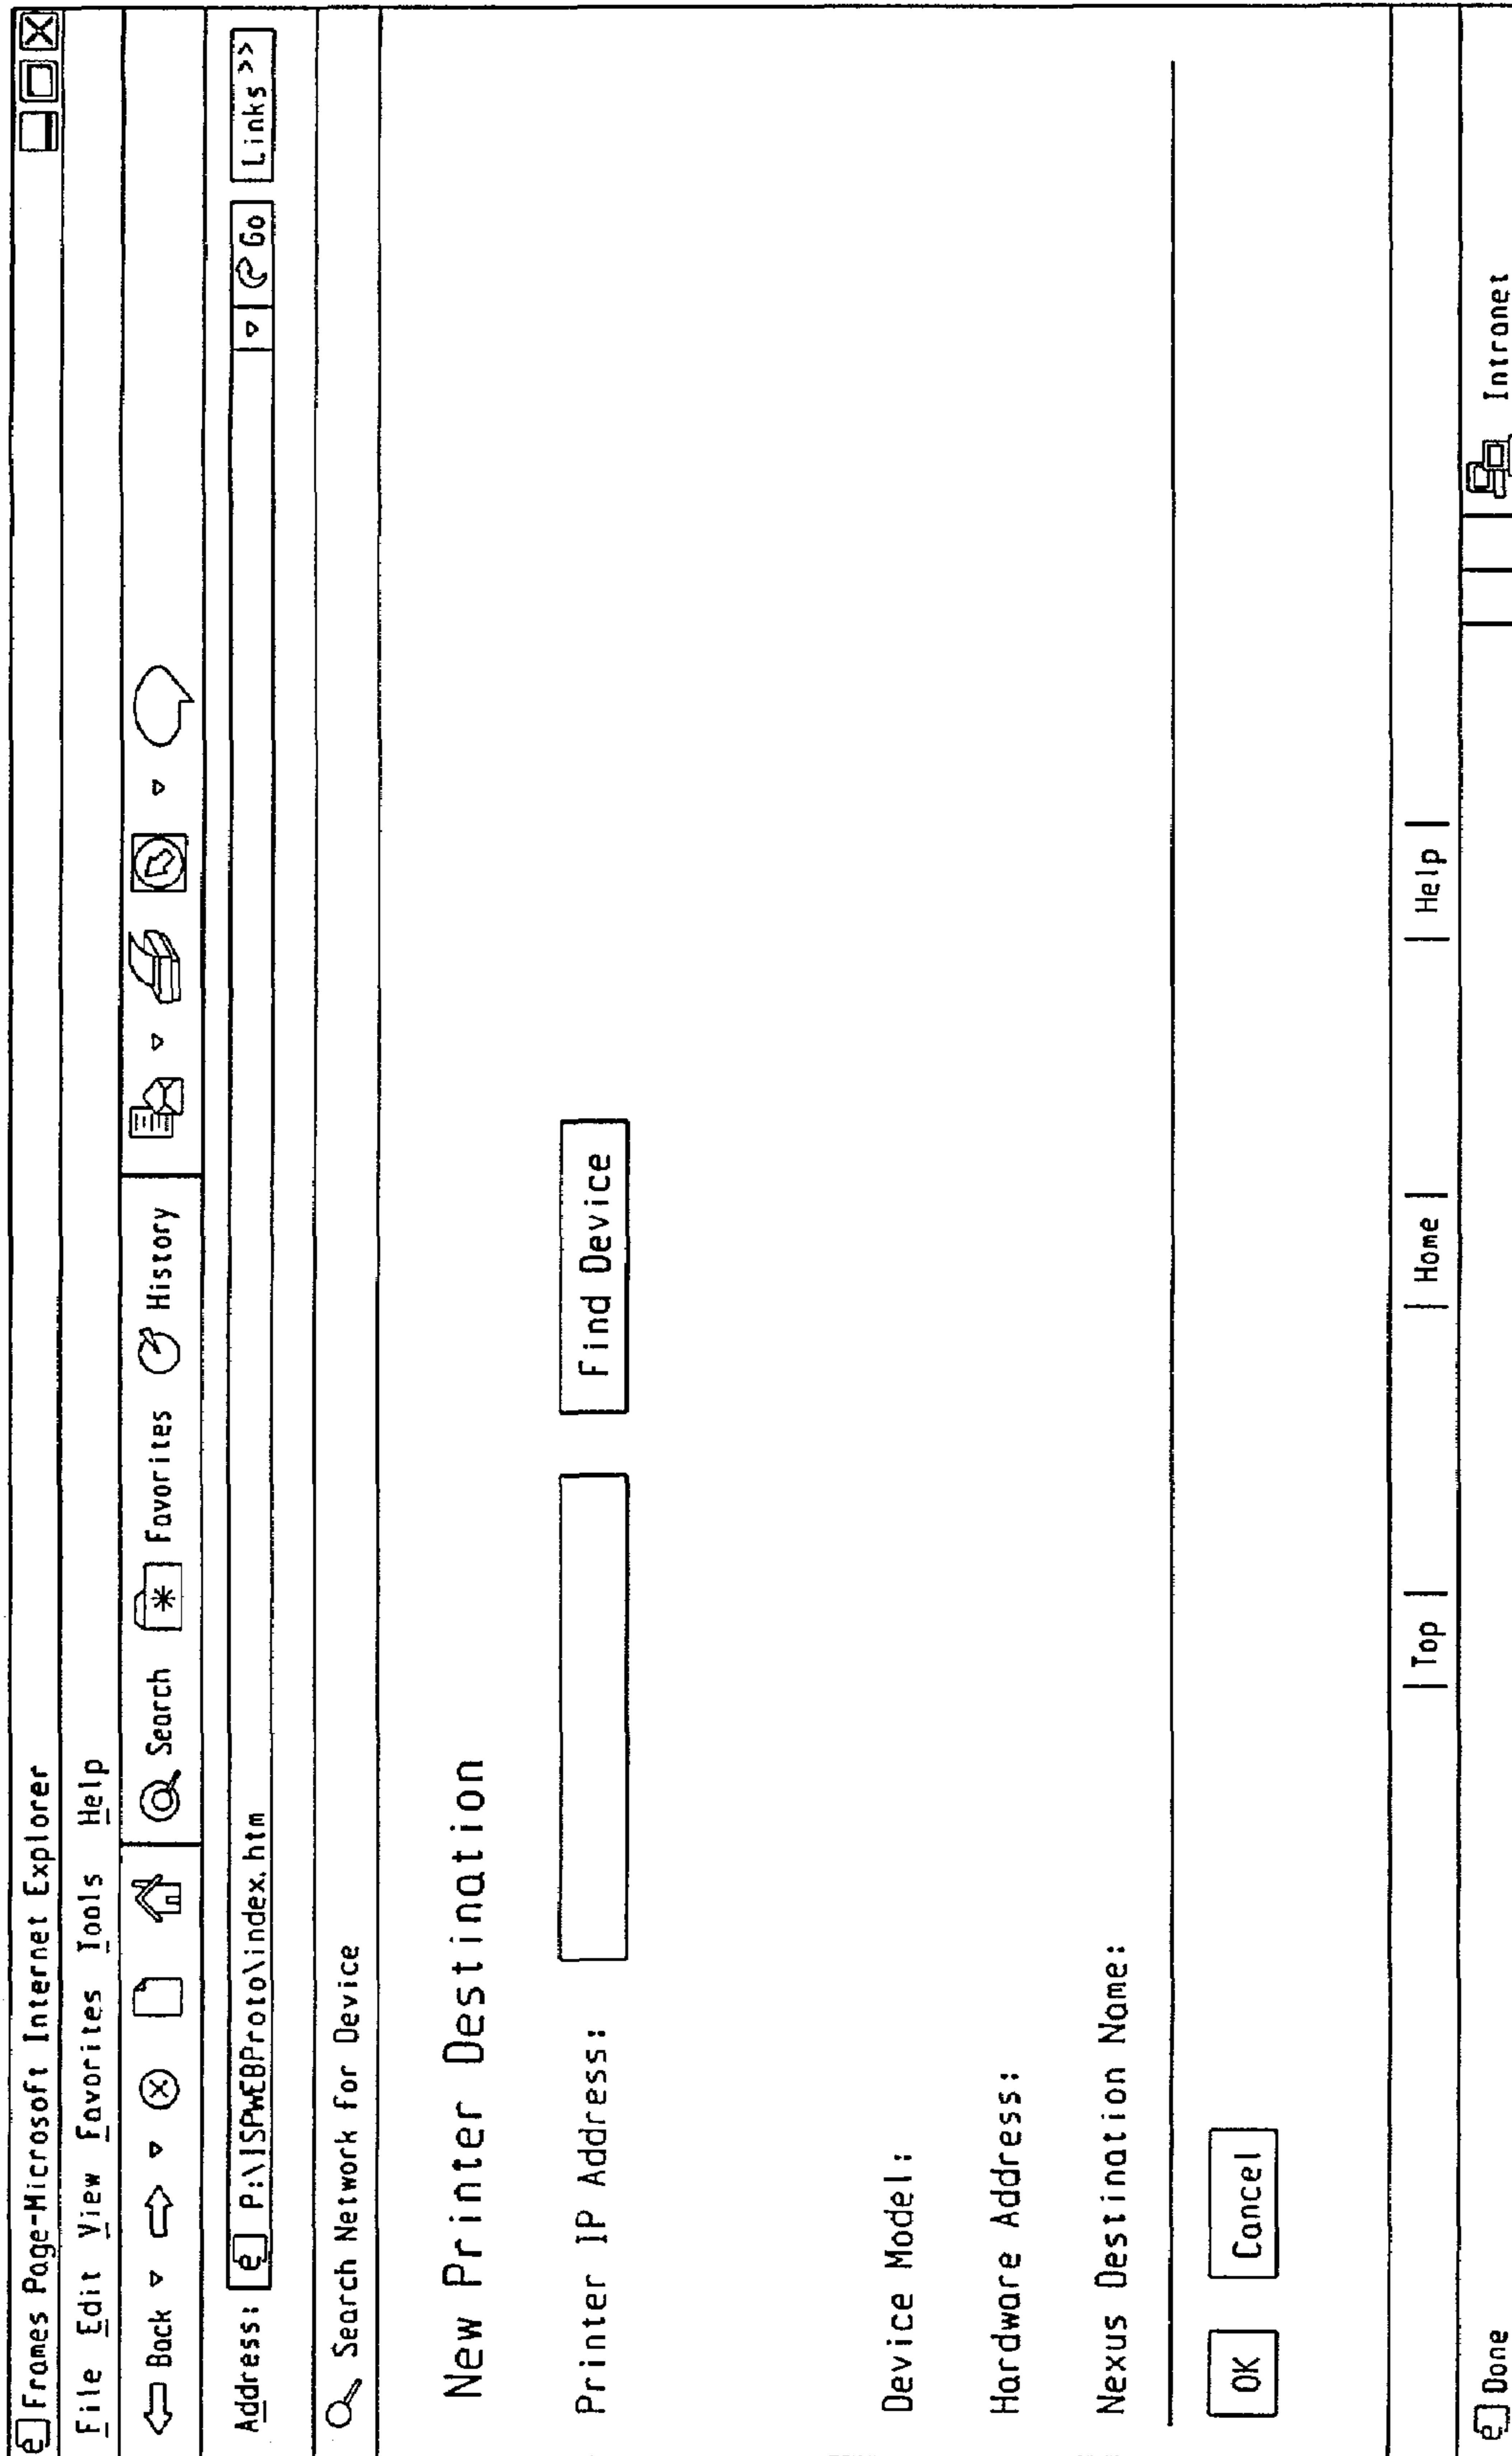 Frames Page-Microsoft Internet Explorer
File Edit View Favorites Tools Help
Back Search Favorites History
Address: P:\ISPWEBProto\index.htm Go Links >>
Search Network for Device
New Printer Destination
Printer IP Address: Find Device
Device Model:
Hardware Address:
Nexus Destination Name:
OK Cancel
| Top | | Home | | Help |
Done Intranet